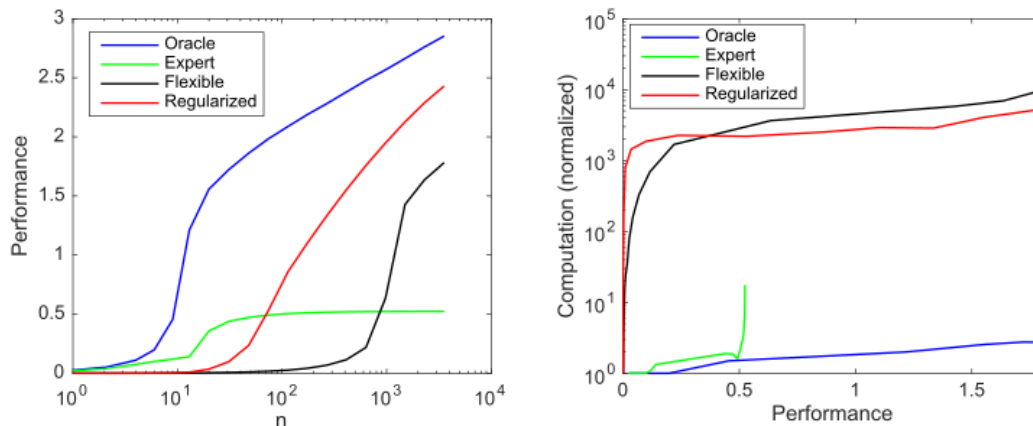 3
2.5
2
1.5
1
0.5
0
Performance
Oracle
Expert
Flexible
Regularized
10^0
10^1
10^2
10^3
10^4
n
10^5
10^4
10^3
10^2
10^1
10^0
Computation (normalized)
Oracle
Expert
Flexible
Regularized
0
0.5
1
1.5
Performance